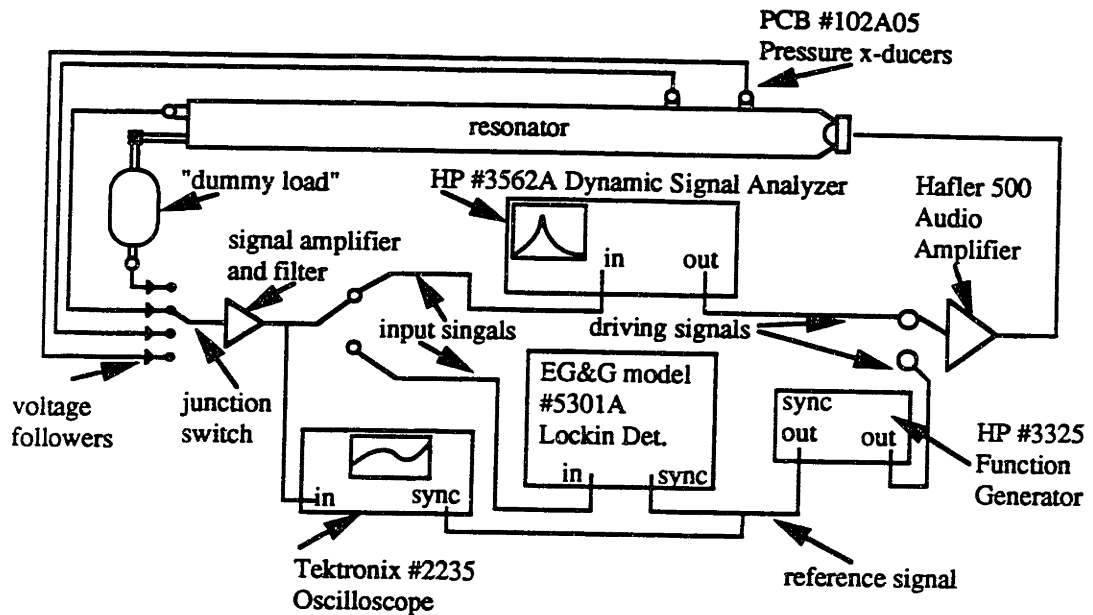 PCB #102A05
Pressure x-ducers
resonator
"dummy load"
HP #3562A Dynamic Signal Analyzer
Hafler 500
Audio
Amplifier
signal amplifier
and filter
in
out
input singals
driving signals
EG&G model
#5301A
Lockin Det.
in
sync
sync
out
out
voltage
followers
junction
switch
HP #3325
Function
Generator
in
sync
Tektronix #2235
Oscilloscope
reference signal